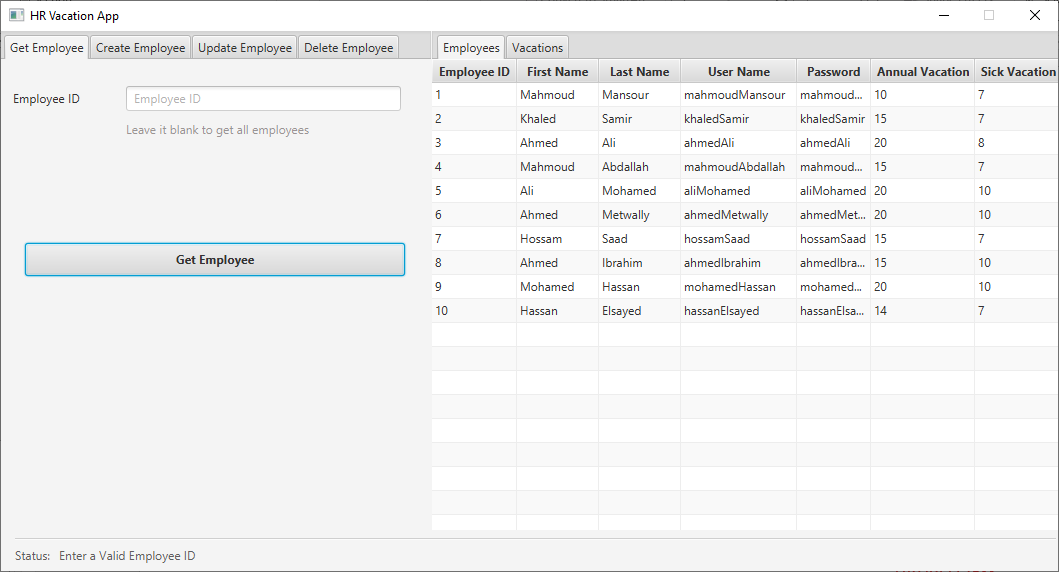 HR Vacation App
Get Employee Create Employee Update Employee Delete Employee
Employee ID Employee ID
Leave it blank to get all employees
Get Employee
Employees Vacations
Employee ID First Name Last Name User Name Password Annual Vacation Sick Vacation
1 Mahmoud Mansour mahmoudMansour mahmoud... 10 7
2 Khaled Samir khaledSamir khaledSamir 15 7
3 Ahmed Ali ahmedAli ahmedAli 20 8
4 Mahmoud Abdallah mahmoudAbdallah mahmoud... 15 7
5 Ali Mohamed aliMohamed aliMohamed 20 10
6 Ahmed Metwally ahmedMetwally ahmedMet... 20 10
7 Hossam Saad hossamSaad hossamSaad 15 7
8 Ahmed Ibrahim ahmedIbrahim ahmedIbra... 15 10
9 Mohamed Hassan mohamedHassan mohamed... 20 10
10 Hassan Elsayed hassanElsayed hassanElsa... 14 7
Status: Enter a Valid Employee ID